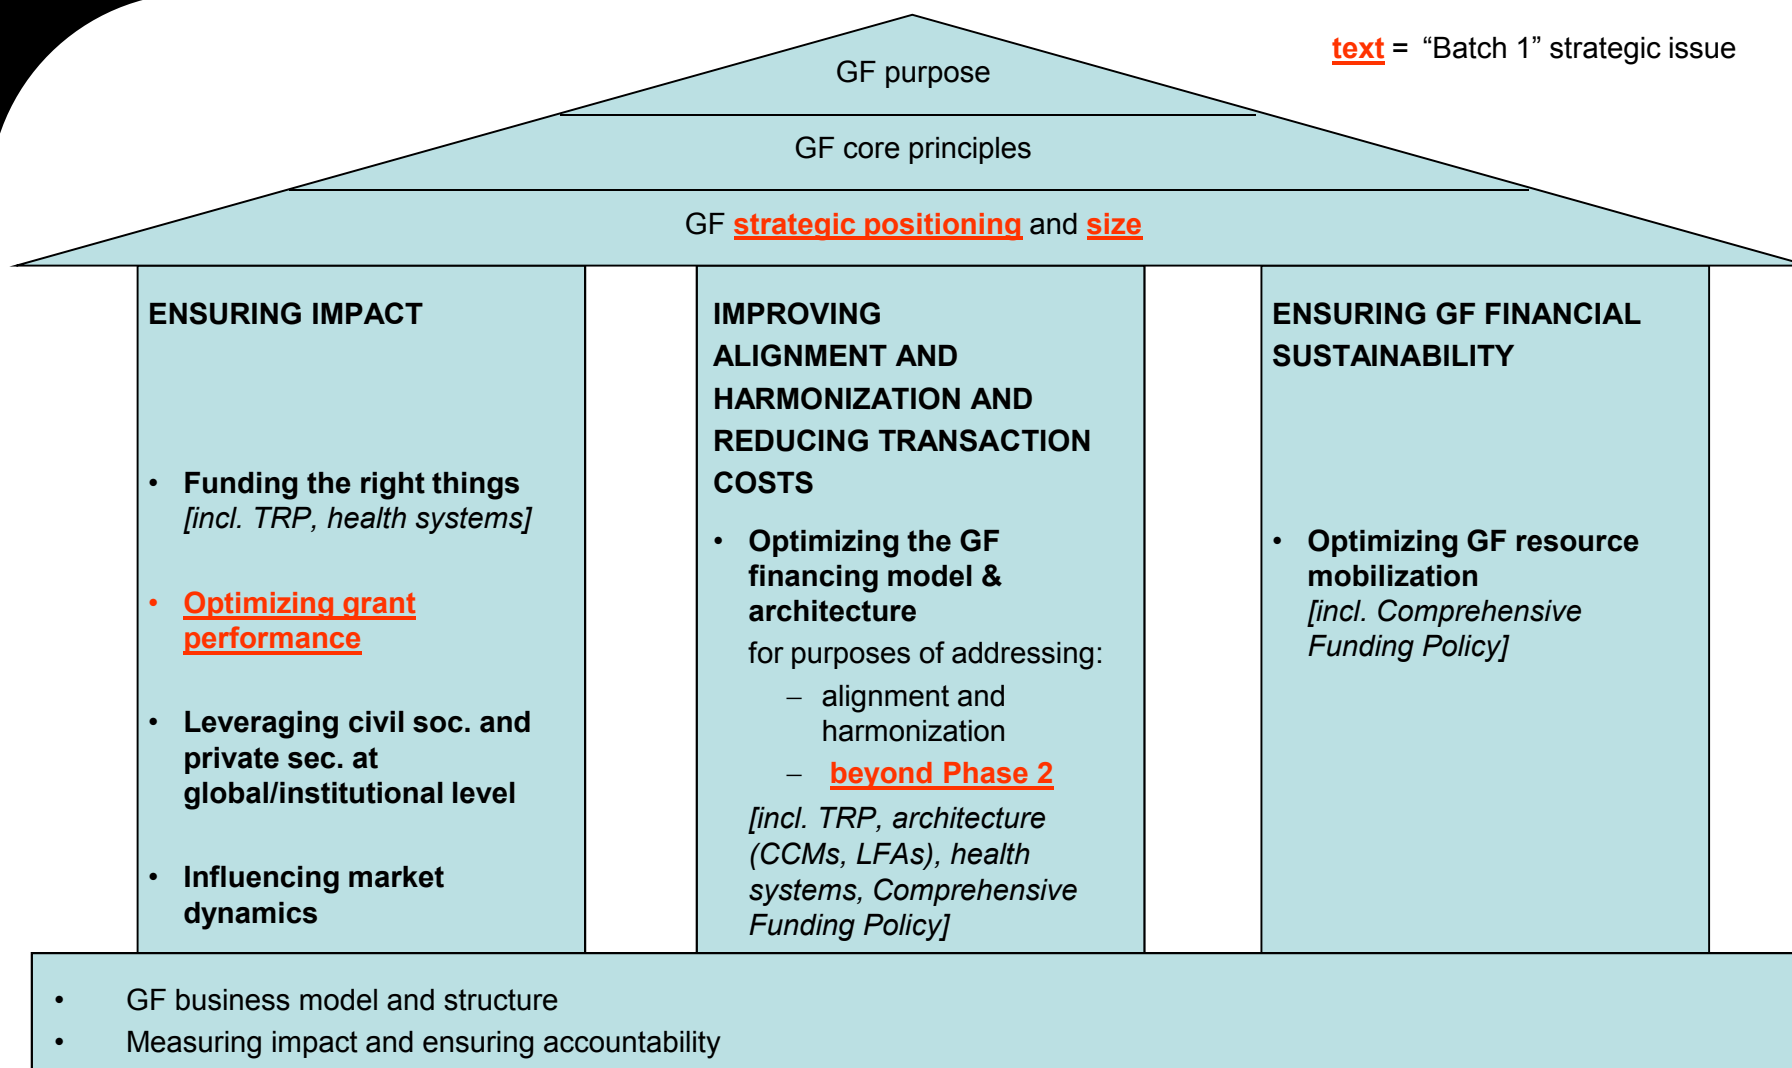 text = “Batch 1” strategic issue
GF purpose
GF core principles
GF strategic positioning and size
ENSURING IMPACT
• Funding the right things
[incl. TRP, health systems]
• Optimizing grant
performance
• Leveraging civil soc. and
private sec. at
global/institutional level
• Influencing market
dynamics
IMPROVING
ALIGNMENT AND
HARMONIZATION AND
REDUCING TRANSACTION
COSTS
• Optimizing the GF
financing model &
architecture
for purposes of addressing:
– alignment and
harmonization
– beyond Phase 2
[incl. TRP, architecture
(CCMs, LFAs), health
systems, Comprehensive
Funding Policy]
ENSURING GF FINANCIAL
SUSTAINABILITY
• Optimizing GF resource
mobilization
[incl. Comprehensive
Funding Policy]
• GF business model and structure
• Measuring impact and ensuring accountability